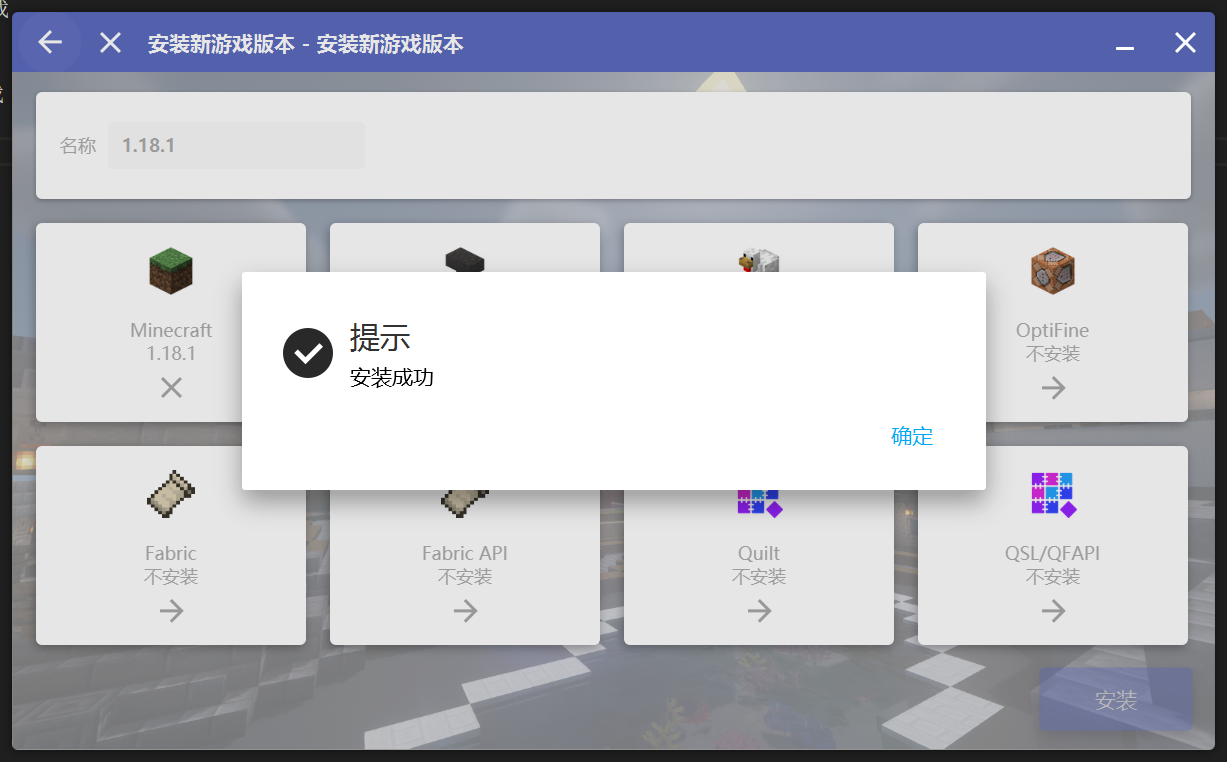 安装新游戏版本 - 安装新游戏版本
名称 1.18.1
Minecraft
1.18.1
OptiFine
不安装
提示
安装成功
确定
Fabric
不安装
Fabric API
不安装
Quilt
不安装
QSL/QFAPI
不安装
安装